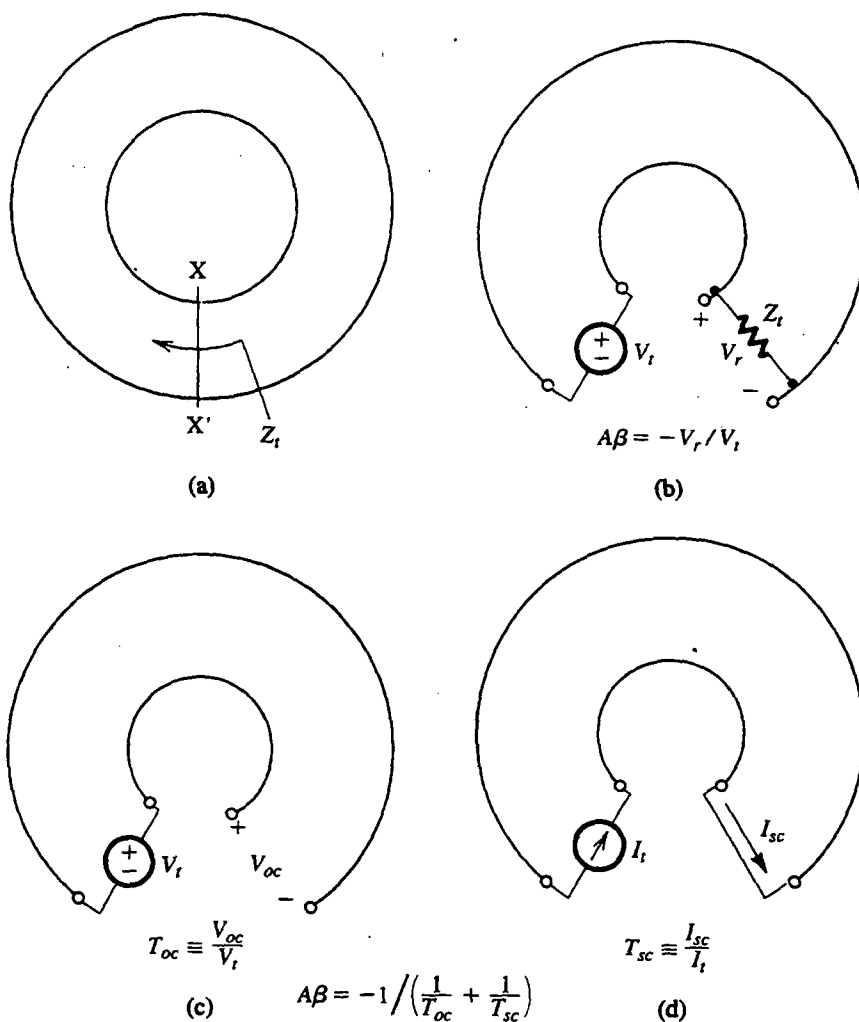 X
X'
Z_t
(a)
+
−
V_t
+
Z_t
V_r
−
Aβ = −V_r / V_t
(b)
+
−
V_t
+
V_oc
−
T_oc ≡ V_oc / V_t
(c)
I_t
I_sc
T_sc ≡ I_sc / I_t
(d)
Aβ = −1 / (1/T_oc + 1/T_sc)